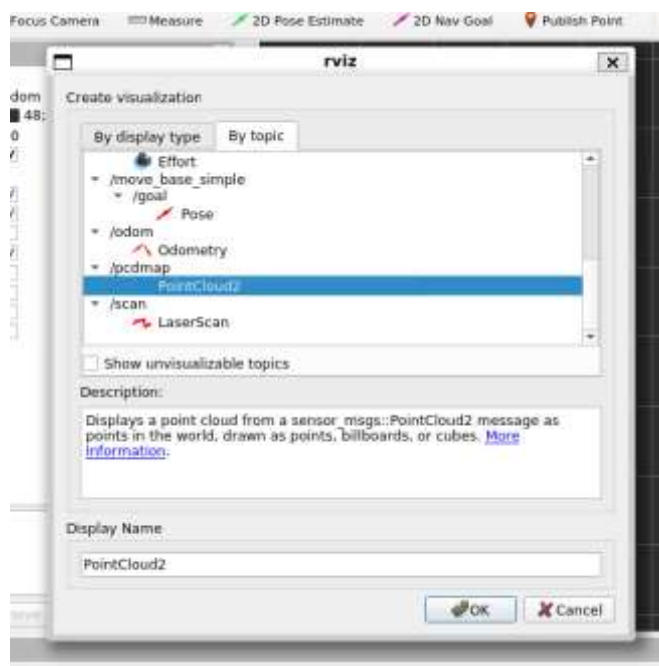 Focus Camera Measure 2D Pose Estimate 2D Nav Goal Publish Point
rviz
dom
48;
0
Create visualization
By display type By topic
Effort
/move_base_simple
/goal
Pose
/odom
Odometry
/pcdmap
PointCloud2
/scan
LaserScan
Show unvisualizable topics
Description:
Displays a point cloud from a sensor_msgs::PointCloud2 message as
points in the world, drawn as points, billboards, or cubes. More
Information.
Display Name
PointCloud2
OK Cancel